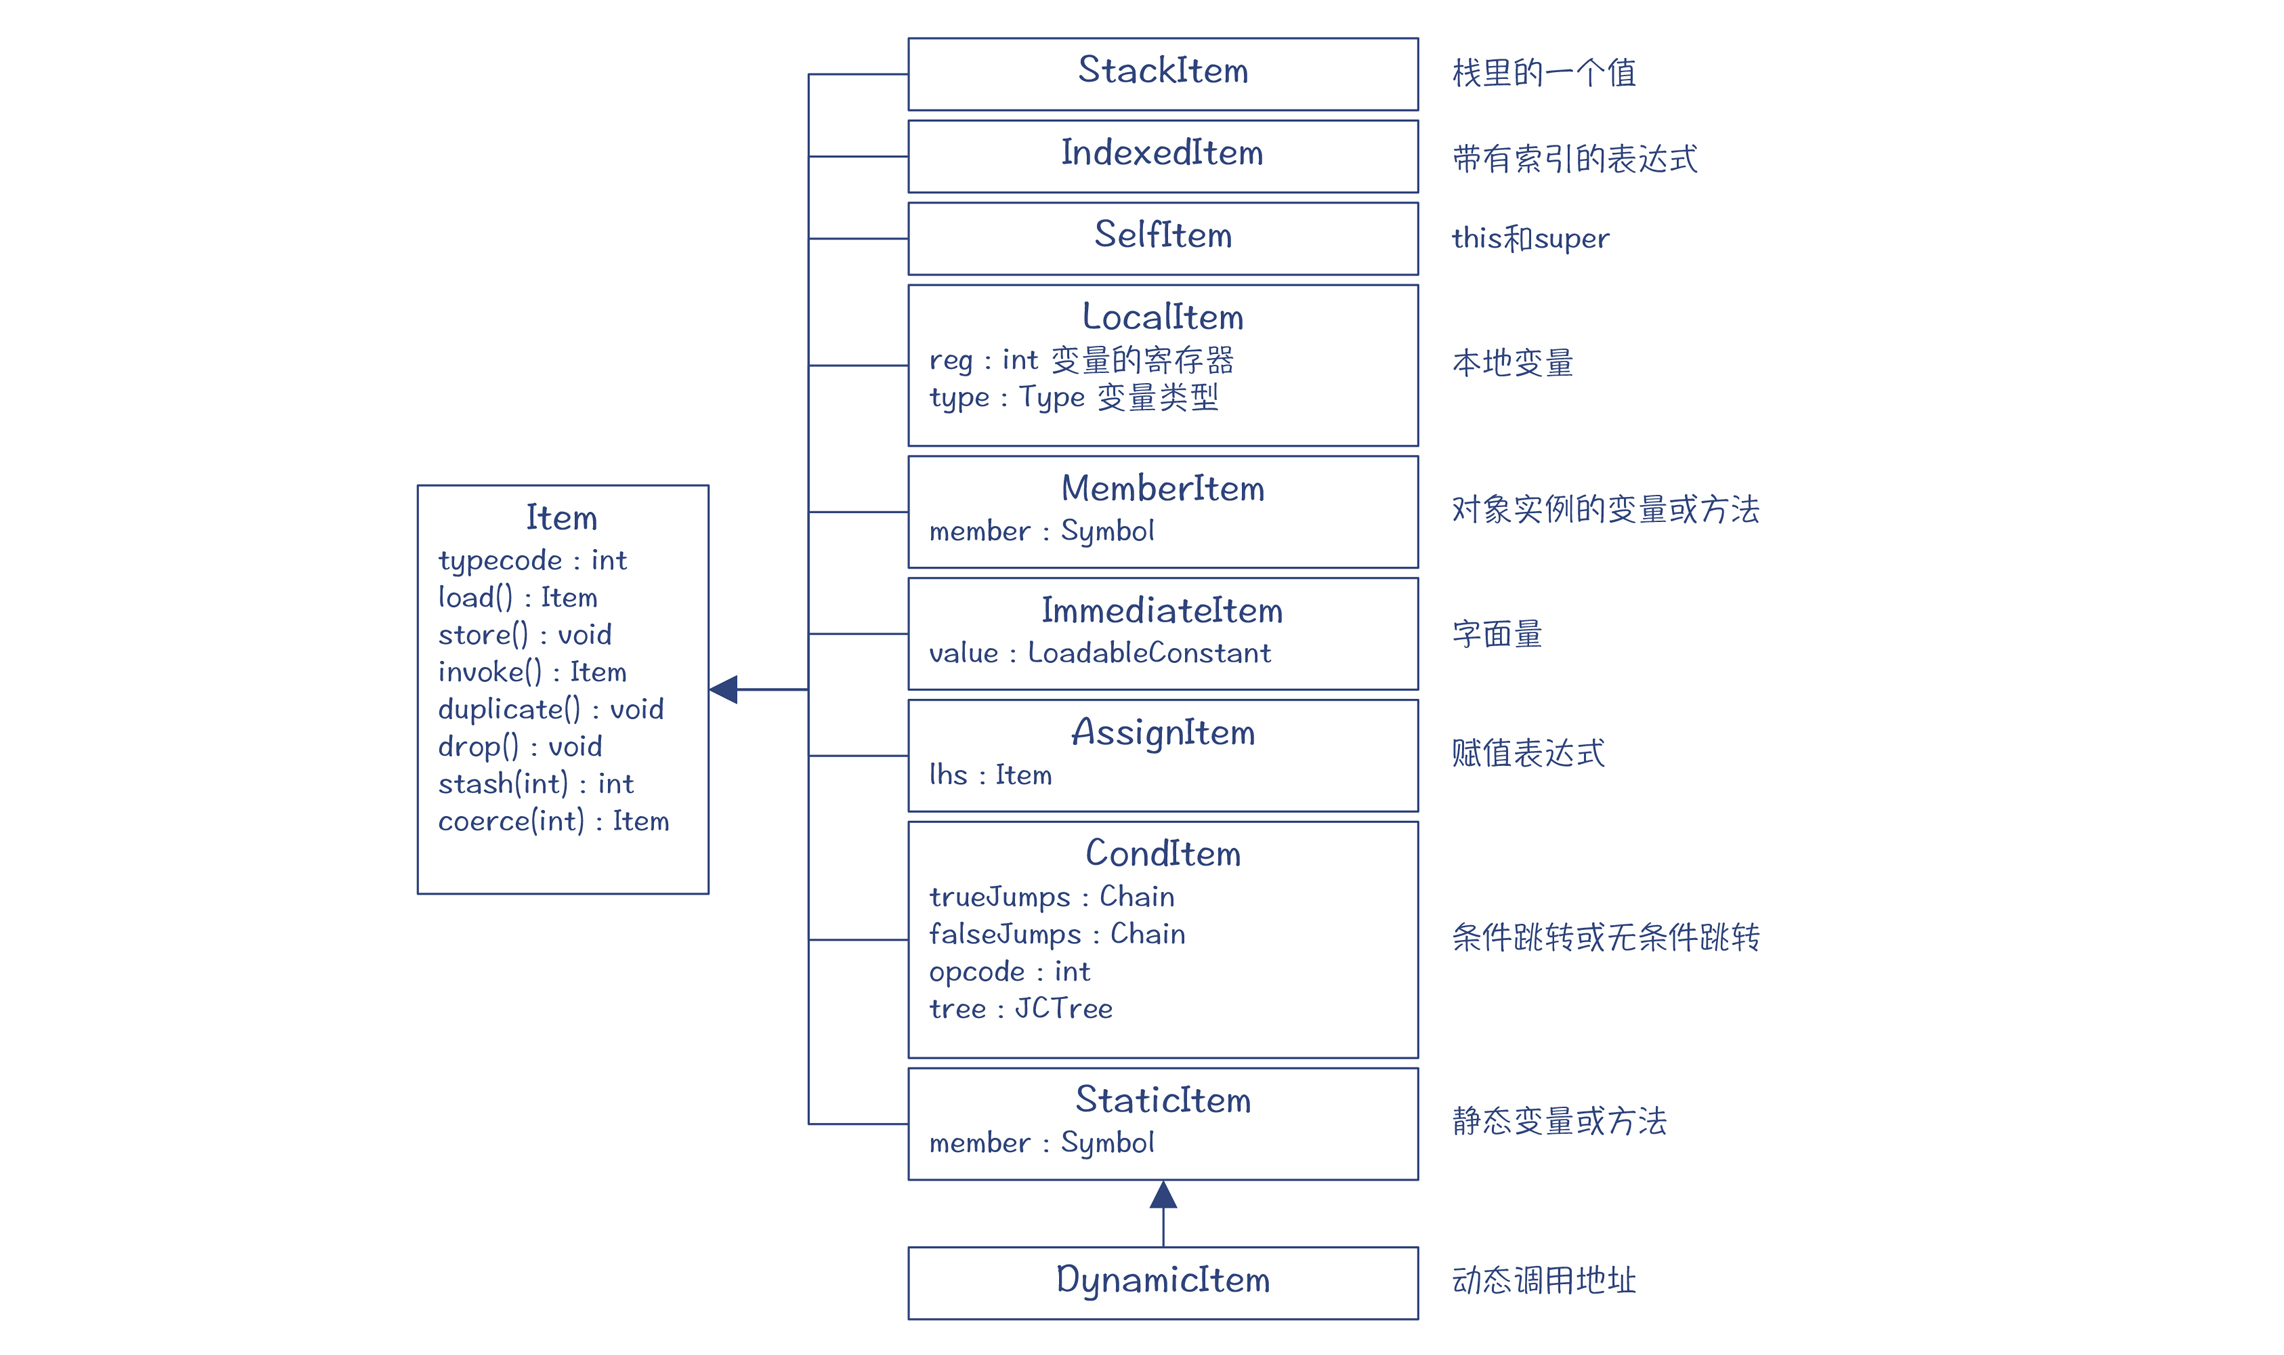 StackItem
栈里的一个值
IndexedItem
带有索引的表达式
SelfItem
this和super
LocalItem
reg : int 变量的寄存器
type : Type 变量类型
本地变量
MemberItem
member : Symbol
对象实例的变量或方法
Item
typecode : int
load() : Item
store() : void
invoke() : Item
duplicate() : void
drop() : void
stash(int) : int
coerce(int) : Item
ImmediateItem
value : LoadableConstant
字面量
AssignItem
lhs : Item
赋值表达式
CondItem
trueJumps : Chain
falseJumps : Chain
opcode : int
tree : JCTree
条件跳转或无条件跳转
StaticItem
member : Symbol
静态变量或方法
DynamicItem
动态调用地址